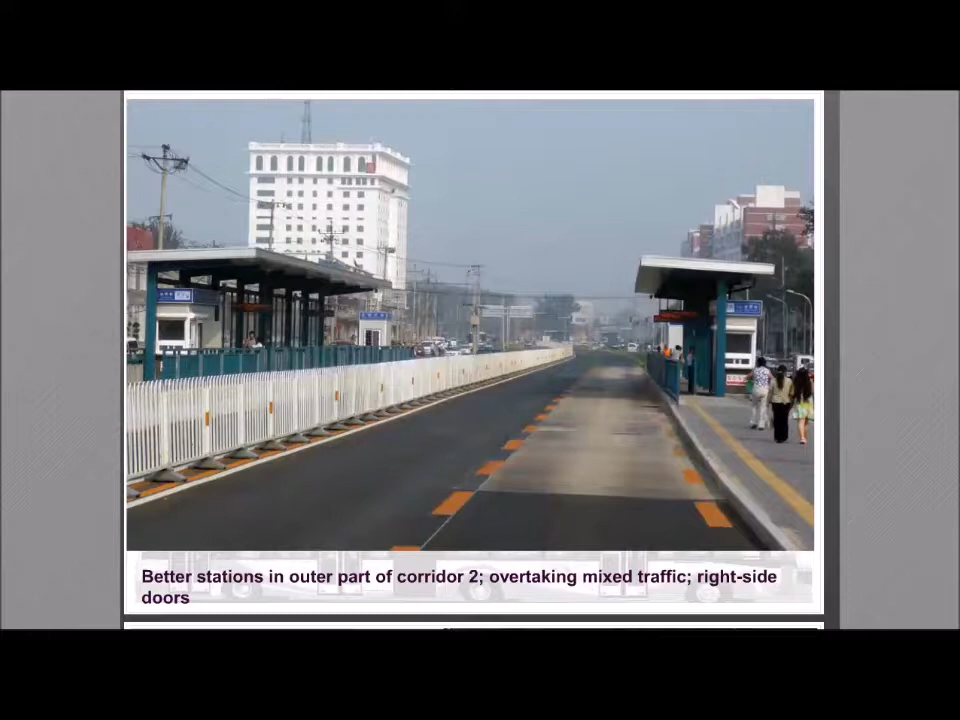 Better stations in outer part of corridor 2; overtaking mixed traffic; right-side
doors